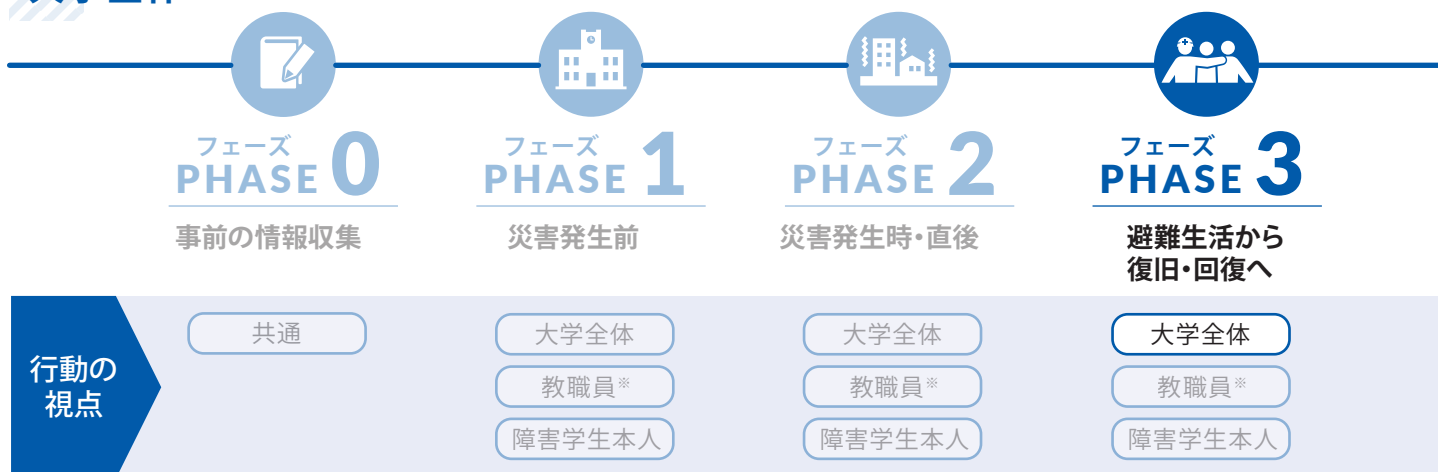 フェーズ
PHASE 0
事前の情報収集
フェーズ
PHASE 1
災害発生前
フェーズ
PHASE 2
災害発生時・直後
フェーズ
PHASE 3
避難生活から
復旧・回復へ
行動の
視点
共通
大学全体
教職員※
障害学生本人
大学全体
教職員※
障害学生本人
大学全体
教職員※
障害学生本人